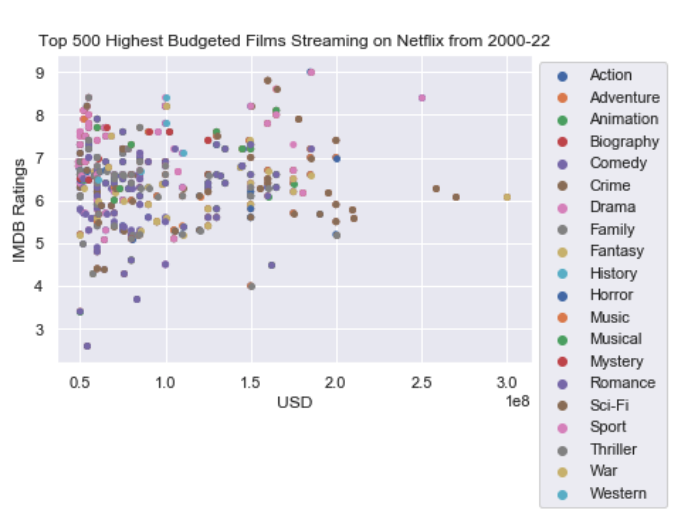 Top 500 Highest Budgeted Films Streaming on Netflix from 2000-22
9
8
7
6
5
4
3
IMDB Ratings
0.5
1.0
1.5
2.0
2.5
3.0
1e8
USD
Action
Adventure
Animation
Biography
Comedy
Crime
Drama
Family
Fantasy
History
Horror
Music
Musical
Mystery
Romance
Sci-Fi
Sport
Thriller
War
Western